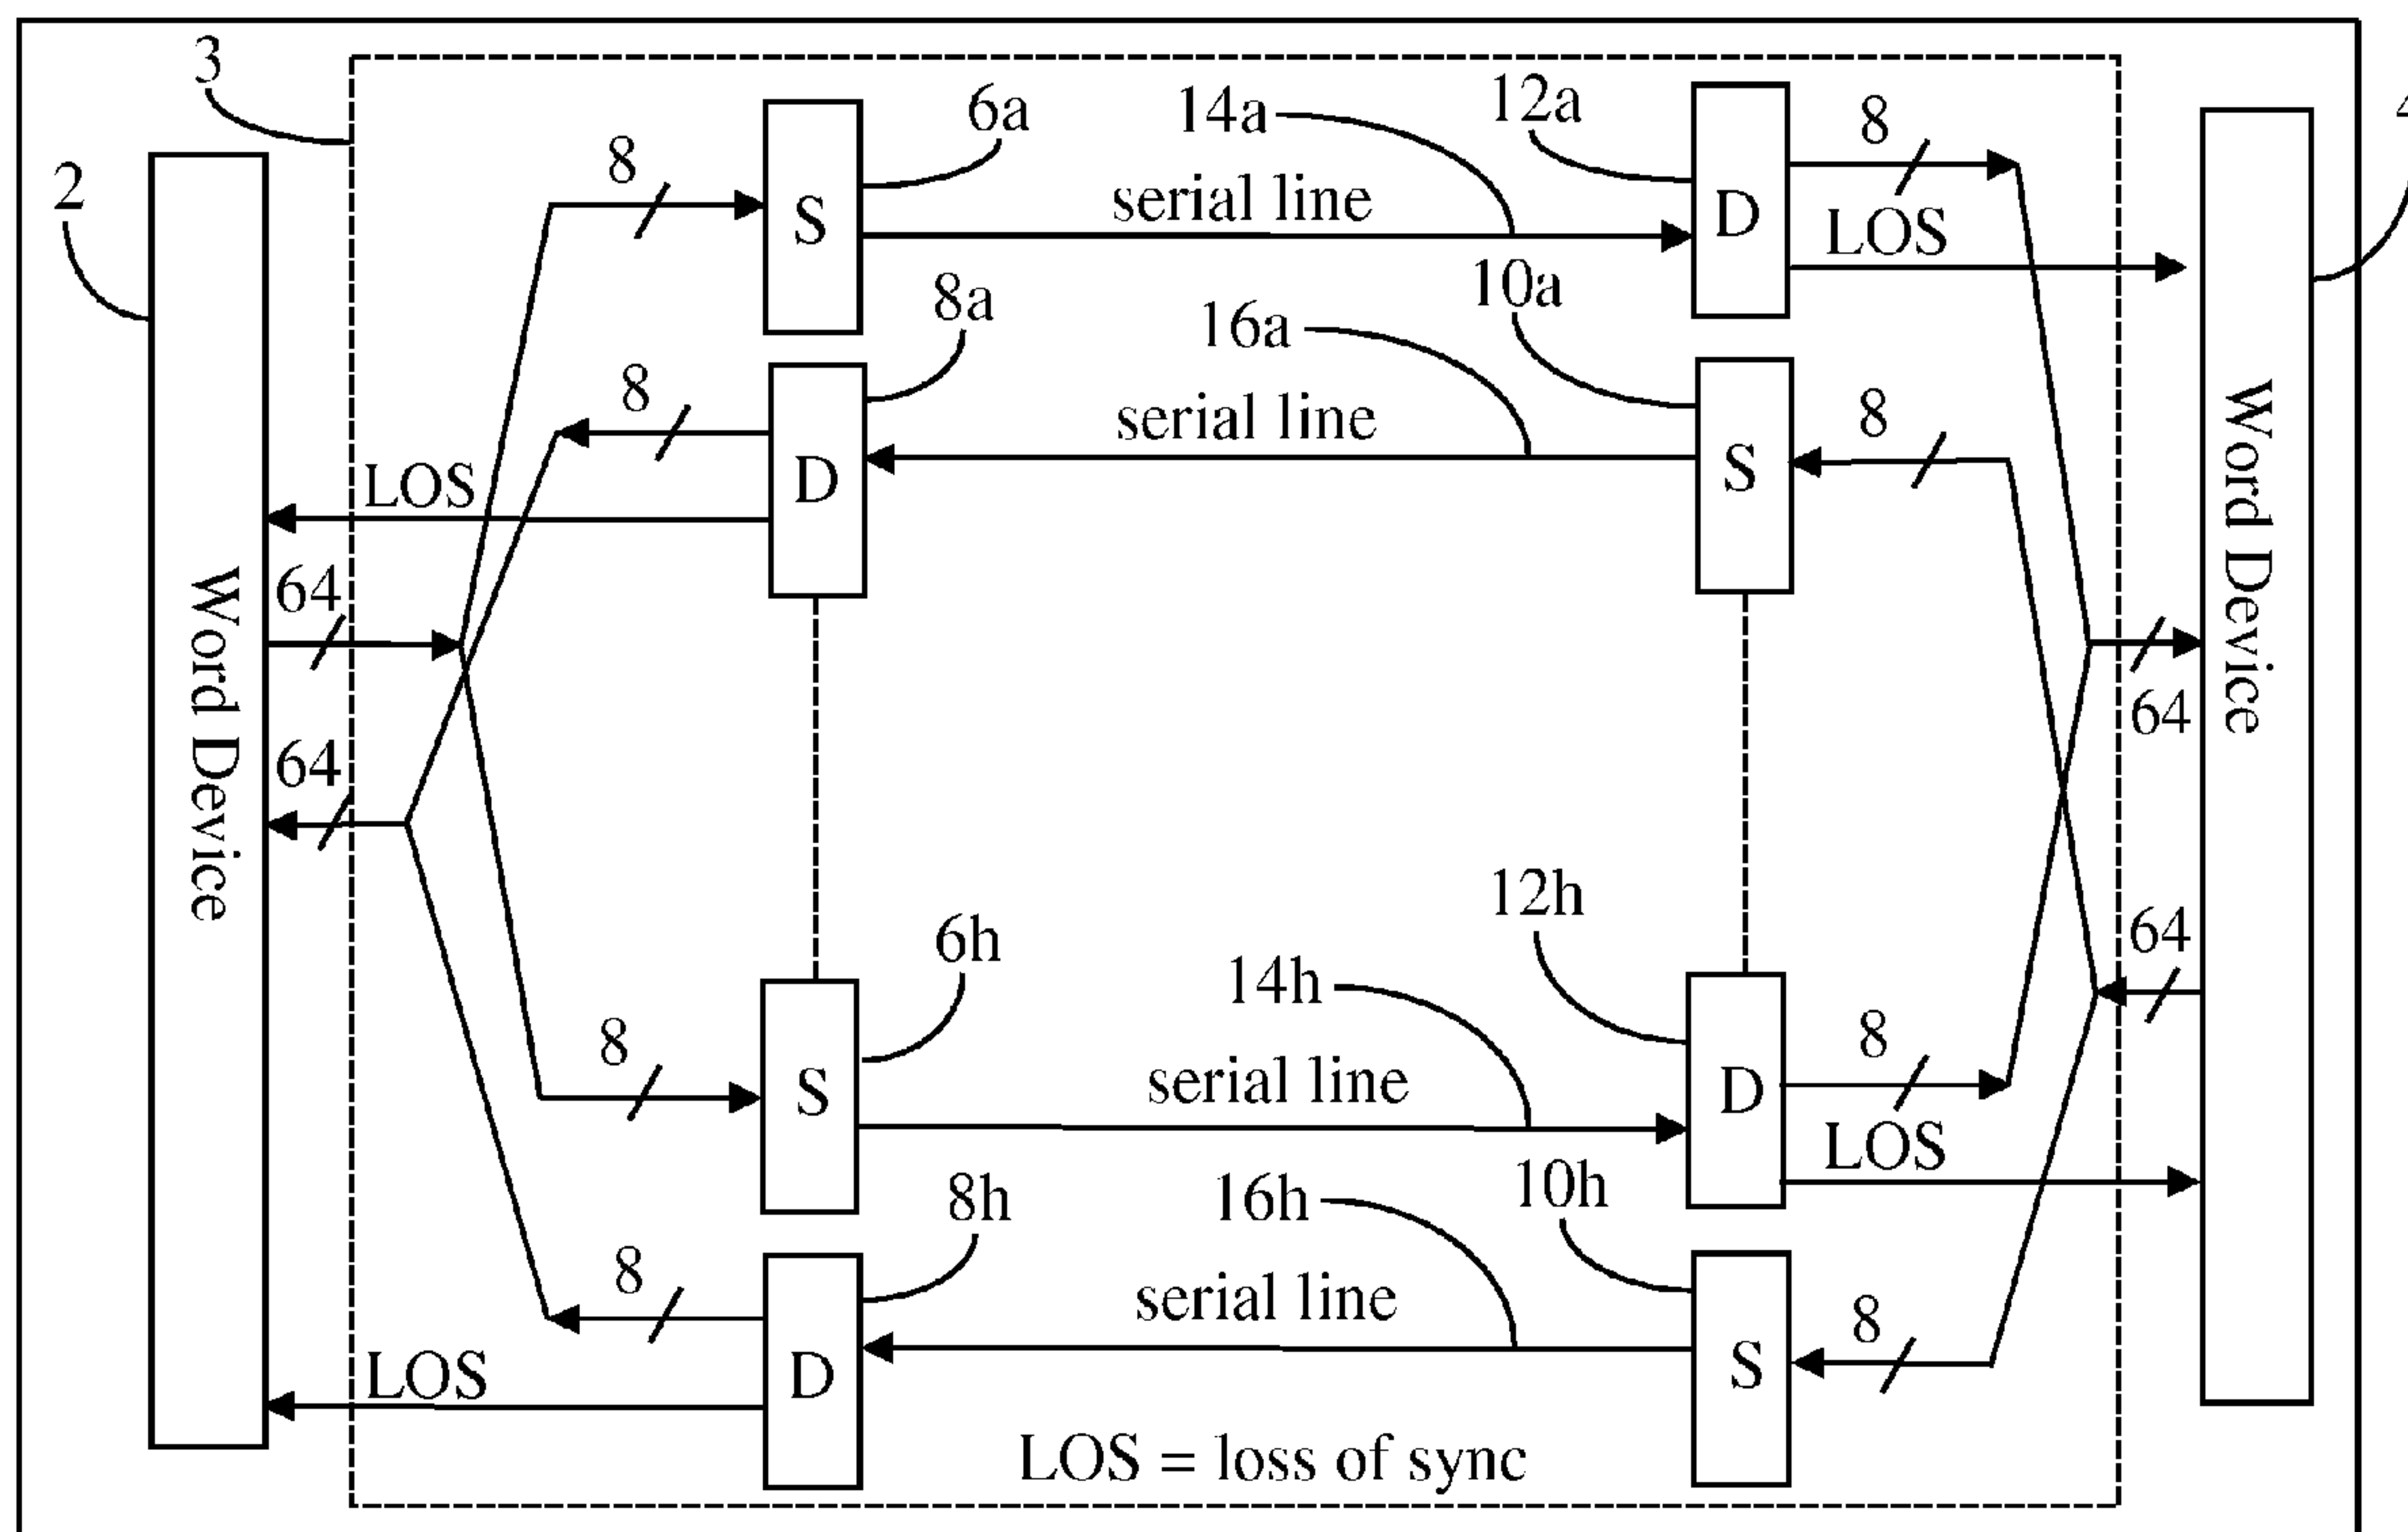 3
2
Word Device
64
64
LOS
LOS
8
S
6a
14a
serial line
12a
D
8
LOS
4
8
D
8a
16a
serial line
10a
S
8
Word Device
64
64
8
S
6h
14h
serial line
12h
D
8
LOS
8
D
8h
16h
serial line
10h
S
8
LOS = loss of sync